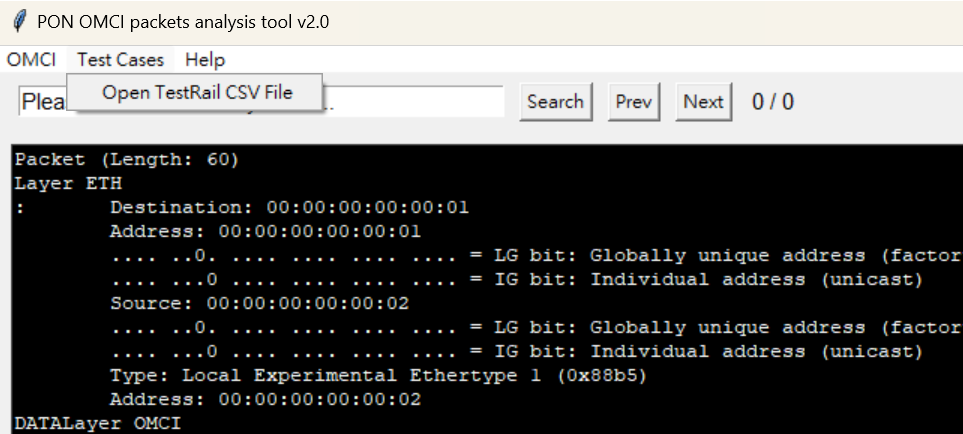 PON OMCI packets analysis tool v2.0
OMCI Test Cases Help
Open TestRail CSV File
Search Prev Next 0 / 0
Packet (Length: 60)
Layer ETH
: Destination: 00:00:00:00:00:01
Address: 00:00:00:00:00:01
.... ..0. .... .... .... .... = LG bit: Globally unique address (factor
.... ...0 .... .... .... .... = IG bit: Individual address (unicast)
Source: 00:00:00:00:00:02
.... ..0. .... .... .... .... = LG bit: Globally unique address (factor
.... ...0 .... .... .... .... = IG bit: Individual address (unicast)
Type: Local Experimental Ethertype 1 (0x88b5)
Address: 00:00:00:00:00:02
DATALayer OMCI